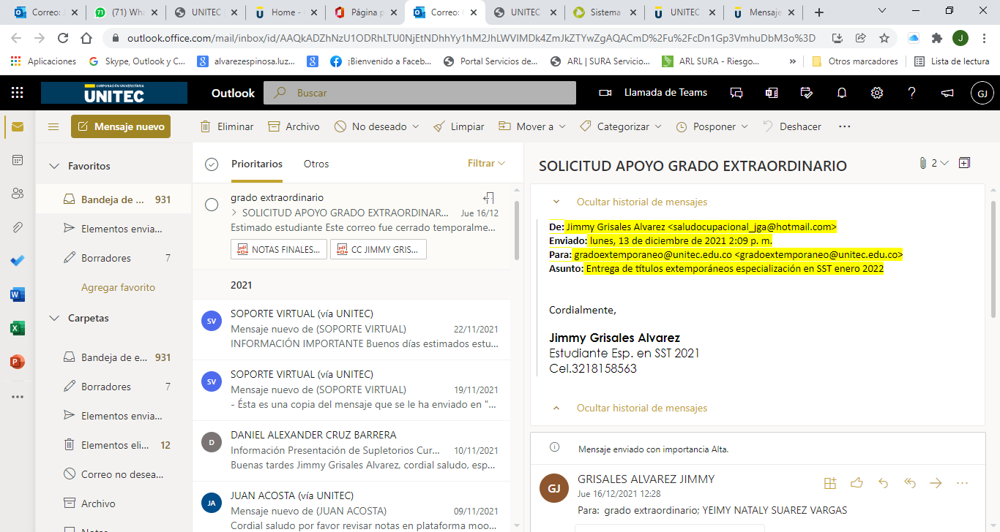 Correo: J
(71) Wha
UNITEC
Home -
Página p
Correo:
UNITEC
Sistema
UNITEC
Mensaje
outlook.office.com/mail/inbox/id/AAQkADZhNzU1ODRhLTU0NjEtNDhhYy1hM2JhLWVlMDk4ZmJkZTYwZgAQACmD%2Fu%2FcDn1Gp3VmhuDbM3o%3D
J
Aplicaciones
Skype, Outlook y C...
alvarezespinosa.luz...
¡Bienvenido a Faceb...
Portal Servicios de...
ARL | SURA Servicio...
ARL SURA - Riesgo...
»
Otros marcadores
Lista de lectura
CORPORACIÓN UNIVERSITARIA
UNITEC
Outlook
Buscar
Llamada de Teams
GJ
Mensaje nuevo
Eliminar
Archivo
No deseado
Limpiar
Mover a
Categorizar
Posponer
Deshacer
Favoritos
Bandeja de ... 931
Elementos envia...
Borradores 7
Agregar favorito
Carpetas
Bandeja de e... 931
Borradores 7
Elementos envia...
Elementos eli... 12
Correo no desea...
Archivo
Notas
Prioritarios
Otros
Filtrar
grado extraordinario
SOLICITUD APOYO GRADO EXTRAORDINAR... Jue 16/12
Estimado estudiante Este correo fue cerrado temporalme...
NOTAS FINALES...
CC JIMMY GRIS...
2021
SV
SOPORTE VIRTUAL (vía UNITEC)
Mensaje nuevo de (SOPORTE VIRTUAL) 22/11/2021
INFORMACIÓN IMPORTANTE Buenos días estimados estu...
SV
SOPORTE VIRTUAL (vía UNITEC)
Mensaje nuevo de (SOPORTE VIRTUAL) 19/11/2021
- Ésta es una copia del mensaje que se le ha enviado en "...
D
DANIEL ALEXANDER CRUZ BARRERA
Información Presentación de Supletorios Cur... 10/11/2021
Buenas tardes Jimmy Grisales Alvarez, cordial saludo, esp...
JA
JUAN ACOSTA (vía UNITEC)
Mensaje nuevo de (JUAN ACOSTA) 09/11/2021
Cordial saludo por favor revisar notas en plataforma moo...
SOLICITUD APOYO GRADO EXTRAORDINARIO
2
Ocultar historial de mensajes
De: Jimmy Grisales Alvarez <saludocupacional_jga@hotmail.com>
Enviado: lunes, 13 de diciembre de 2021 2:09 p. m.
Para: gradoextemporaneo@unitec.edu.co <gradoextemporaneo@unitec.edu.co>
Asunto: Entrega de títulos extemporáneos especialización en SST enero 2022
Cordialmente,
Jimmy Grisales Alvarez
Estudiante Esp. en SST 2021
Cel.3218158563
Ocultar historial de mensajes
Mensaje enviado con importancia Alta.
GJ
GRISALES ALVAREZ JIMMY
Jue 16/12/2021 12:28
Para: grado extraordinario; YEIMY NATALY SUAREZ VARGAS